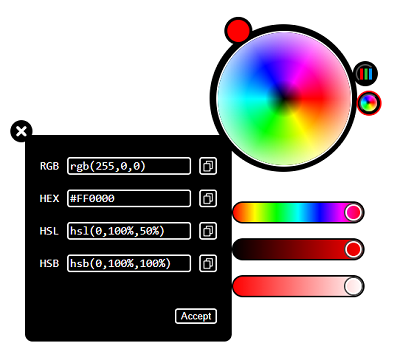 RGB rgb(255,0,0)
HEX #FF0000
HSL hsl(0,100%,50%)
HSB hsb(0,100%,100%)
Accept